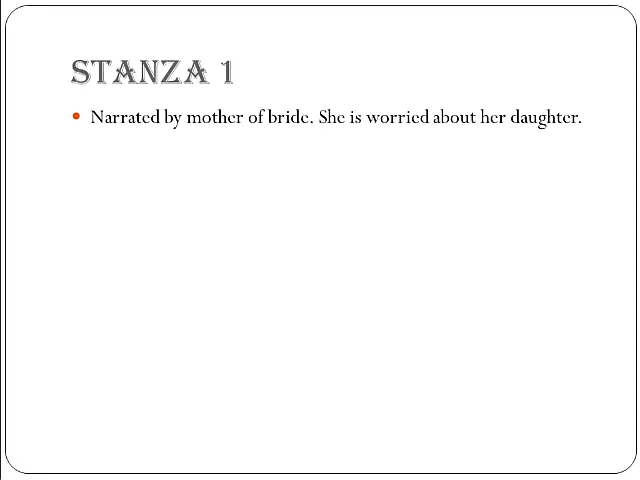 STANZA 1
Narrated by mother of bride. She is worried about her daughter.